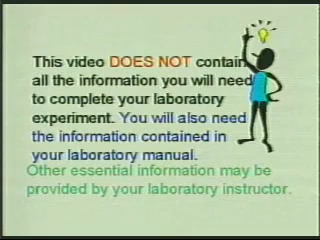 This video DOES NOT contain
all the information you will need
to complete your laboratory
experiment. You will also need
the information contained in
your laboratory manual.
Other essential information may be
provided by your laboratory instructor.